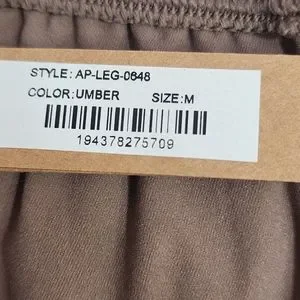 STYLE: AP-LEG-0648
COLOR: UMBER SIZE: M
194378275709